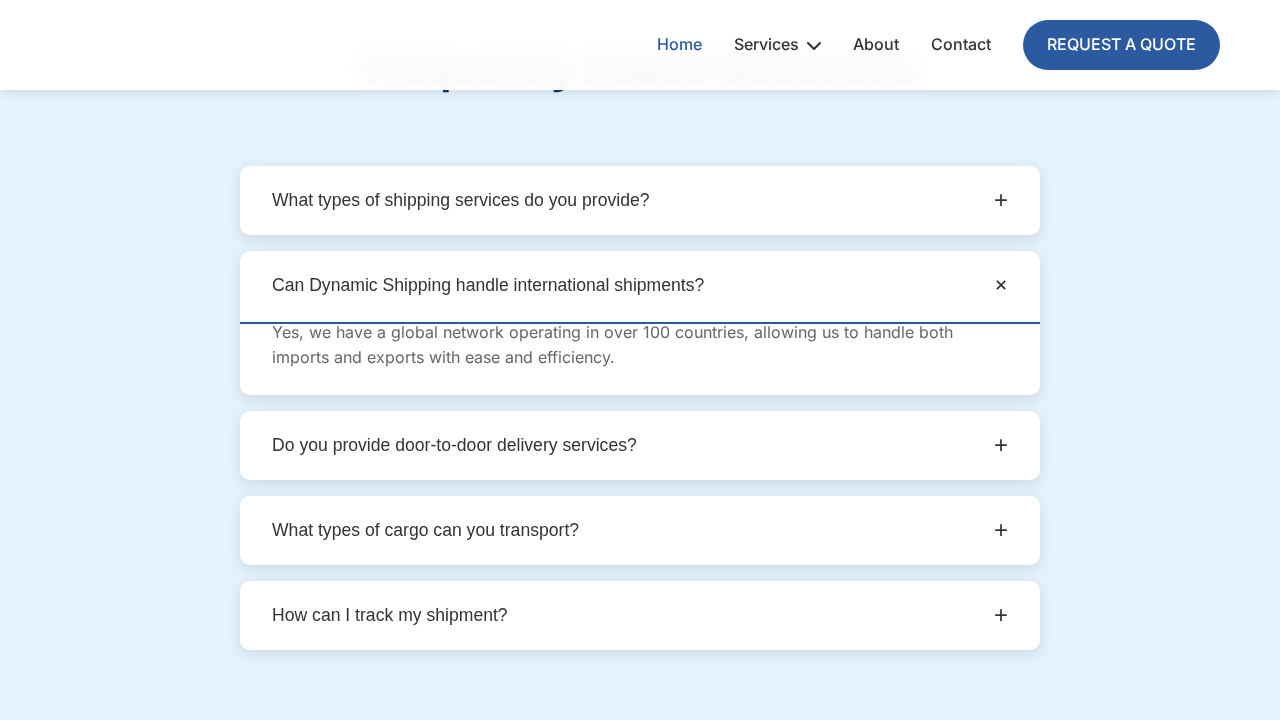 Home
Services
About
Contact
REQUEST A QUOTE
What types of shipping services do you provide?
Can Dynamic Shipping handle international shipments?
Yes, we have a global network operating in over 100 countries, allowing us to handle both
imports and exports with ease and efficiency.
Do you provide door-to-door delivery services?
What types of cargo can you transport?
How can I track my shipment?